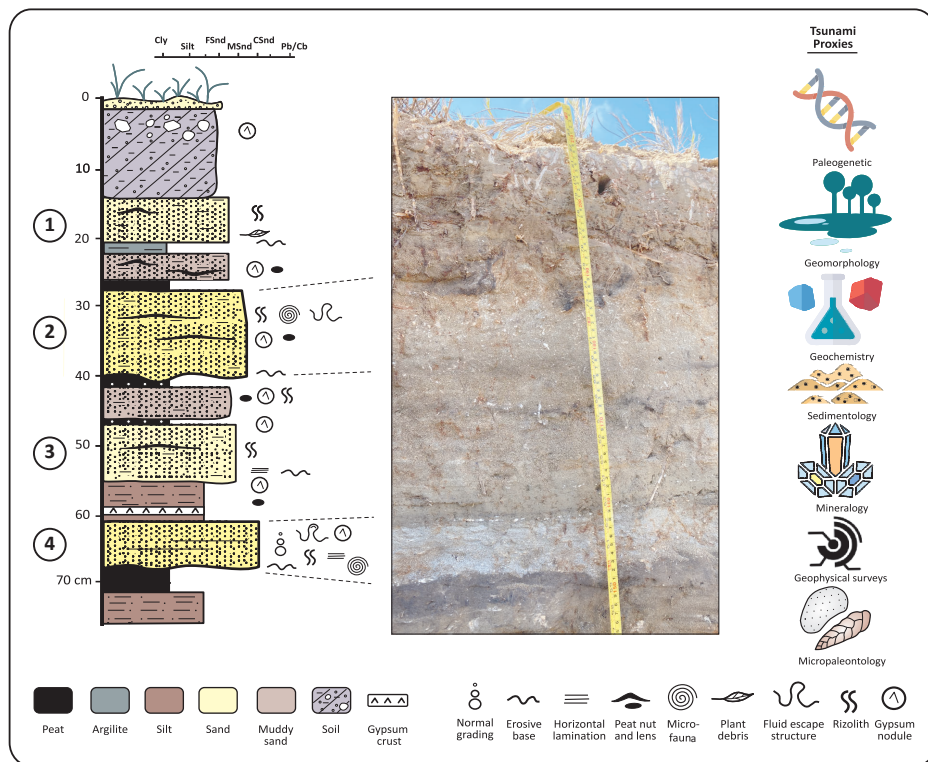 Cly Silt FSnd MSnd CSnd Pb/Cb
0
10
1
20
30
2
40
3
50
60
4
70 cm
Tsunami
Proxies
Paleogenetic
Geomorphology
Geochemistry
Sedimentology
Mineralogy
Geophysical surveys
Micropaleontology
Peat
Argilite
Silt
Sand
Muddy
sand
Soil
Gypsum
crust
Normal
grading
Erosive
base
Horizontal
lamination
Peat nut
and lens
Micro-
fauna
Plant
debris
Fluid escape
structure
Rizolith
Gypsum
nodule